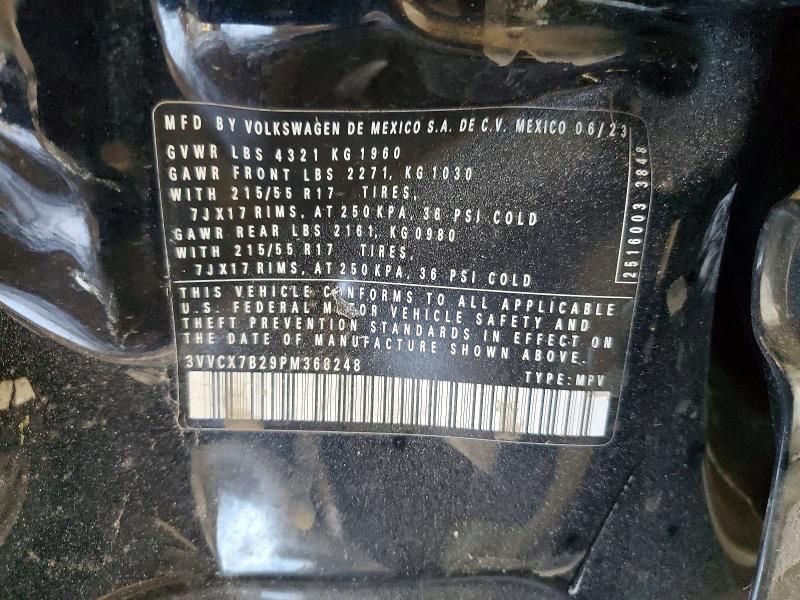 MFD BY VOLKSWAGEN DE MEXICO S.A. DE C.V. MEXICO 06/23
GVWR LBS 4321 KG 1960
GAWR FRONT LBS 2271, KG 1030
WITH 215/55 R17 TIRES,
7JX17 RIMS, AT 250 KPA, 36 PSI COLD
GAWR REAR LBS 2161, KG0980
WITH 215/55 R17 TIRES,
7JX17 RIMS, AT 250 KPA, 36 PSI COLD
THIS VEHICLE CONFORMS TO ALL APPLICABLE
U.S. FEDERAL MOTOR VEHICLE SAFETY AND
THEFT PREVENTION STANDARDS IN EFFECT ON
THE DATE OF MANUFACTURE SHOWN ABOVE.
3VVCX7B29PM368248 TYPE: MPV
2516003 3848